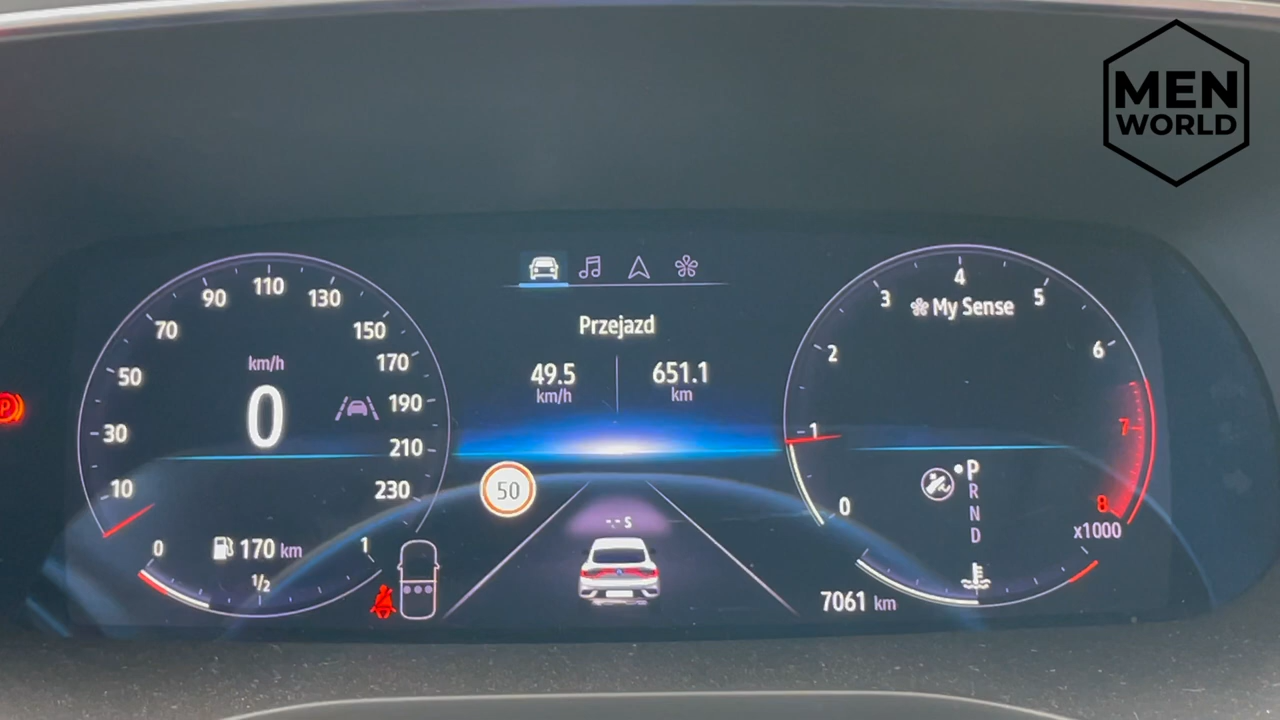 MEN
WORLD
Przejazd
49.5 km/h
651.1 km
10
30
50
70
90
110
130
150
170
190
210
230
km/h
0
50
-- S
0
1/2
1
170 km
0
1
2
3
4
5
6
7
8
x1000
My Sense
P
R
N
D
7061 km
P